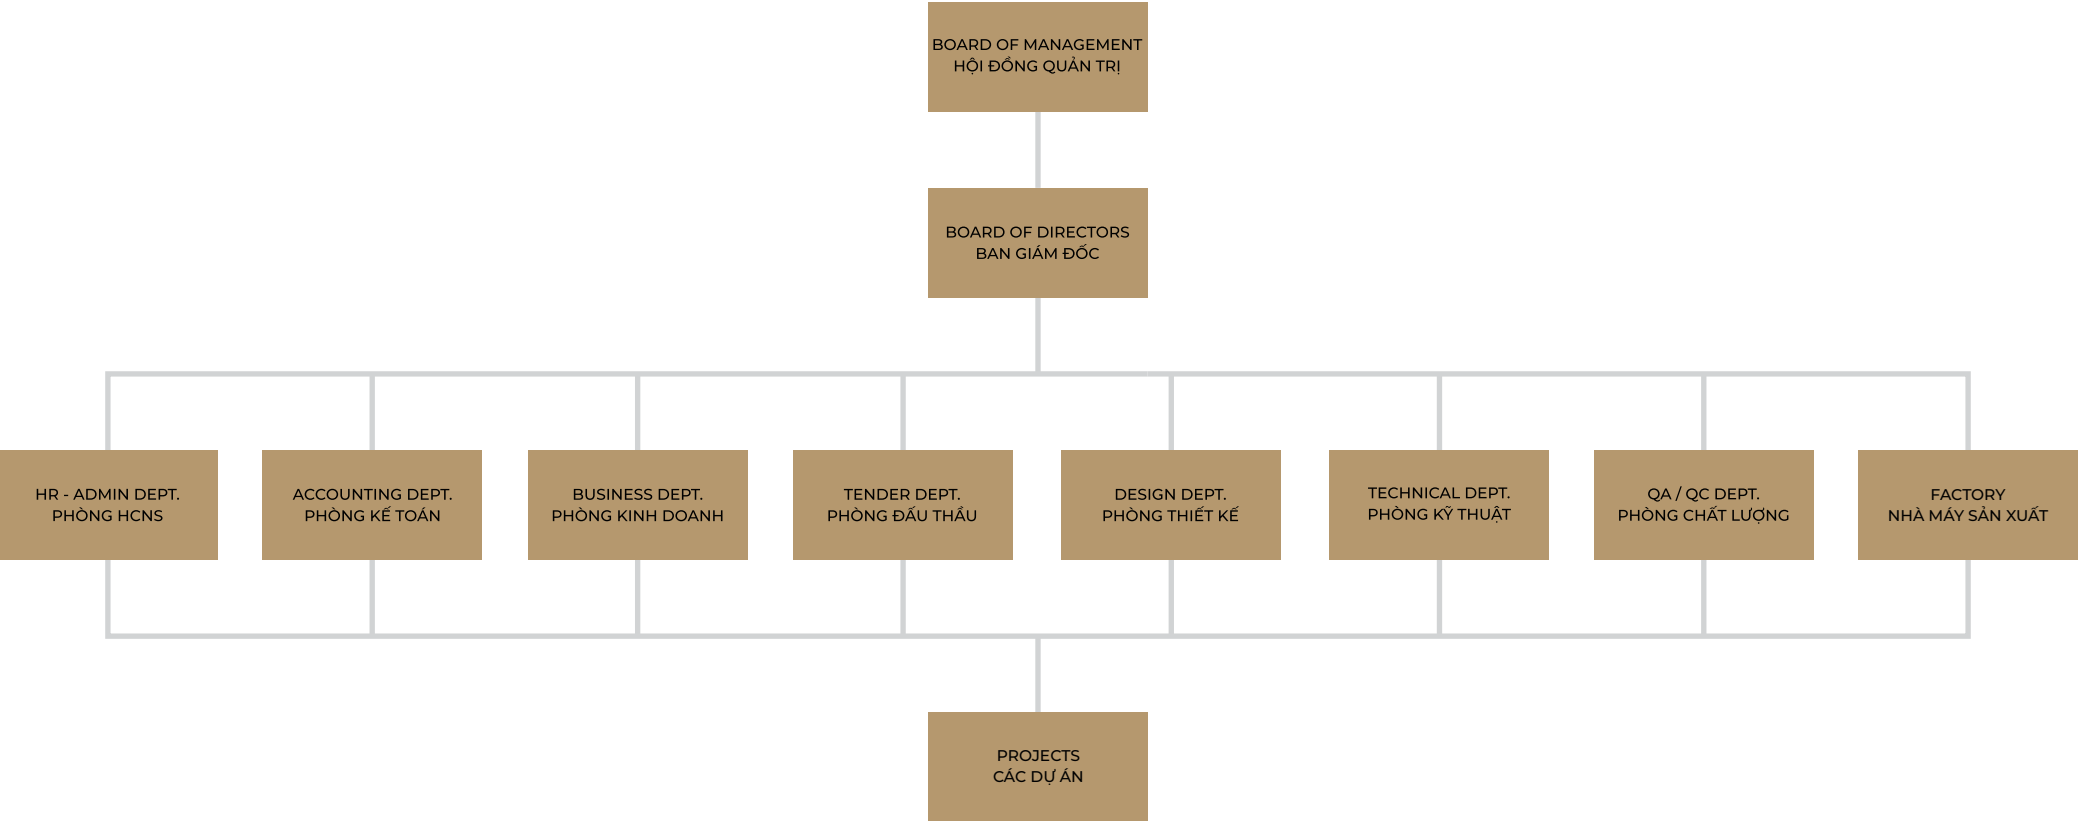 BOARD OF MANAGEMENT
HỘI ĐỒNG QUẢN TRỊ
BOARD OF DIRECTORS
BAN GIÁM ĐỐC
HR - ADMIN DEPT.
PHÒNG HCNS
ACCOUNTING DEPT.
PHÒNG KẾ TOÁN
BUSINESS DEPT.
PHÒNG KINH DOANH
TENDER DEPT.
PHÒNG ĐẤU THẦU
DESIGN DEPT.
PHÒNG THIẾT KẾ
TECHNICAL DEPT.
PHÒNG KỸ THUẬT
QA / QC DEPT.
PHÒNG CHẤT LƯỢNG
FACTORY
NHÀ MÁY SẢN XUẤT
PROJECTS
CÁC DỰ ÁN